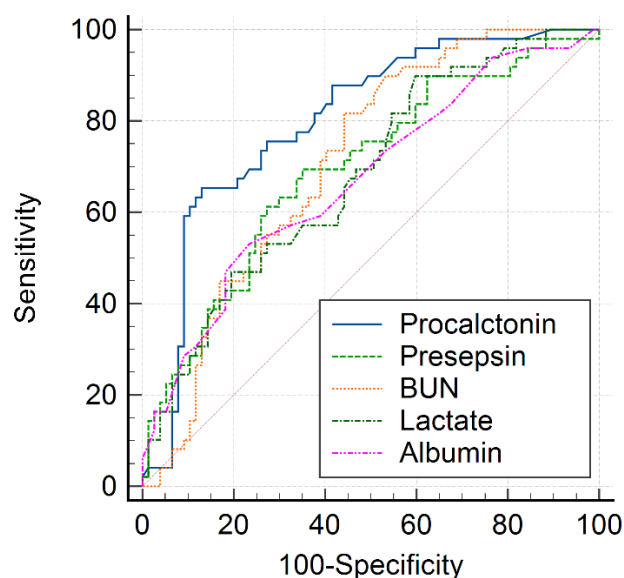 100
80
60
40
20
0
Sensitivity
Procalctonin
Presepsin
BUN
Lactate
Albumin
0 20 40 60 80 100
100-Specificity